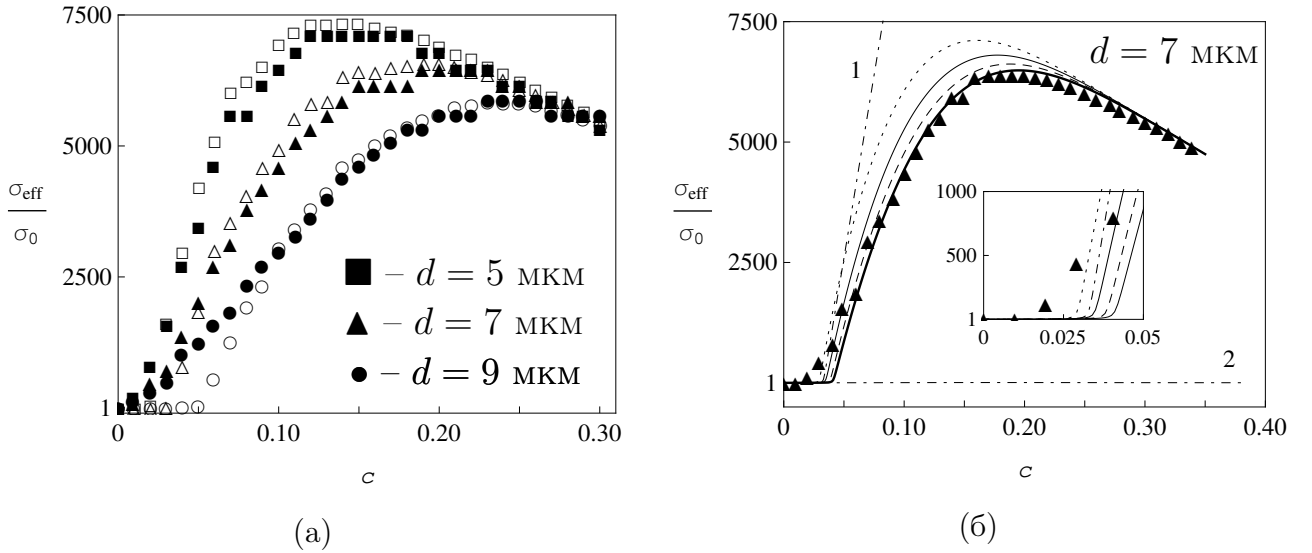 7500
5000
2500
1
σ_eff
σ_0
0
0.10
0.20
0.30
c
■ – d = 5 мкм
▲ – d = 7 мкм
● – d = 9 мкм
(а)
7500
5000
2500
1
σ_eff
σ_0
0
0.10
0.20
0.30
0.40
c
d = 7 мкм
1
2
1000
500
1
0
0.025
0.05
(б)